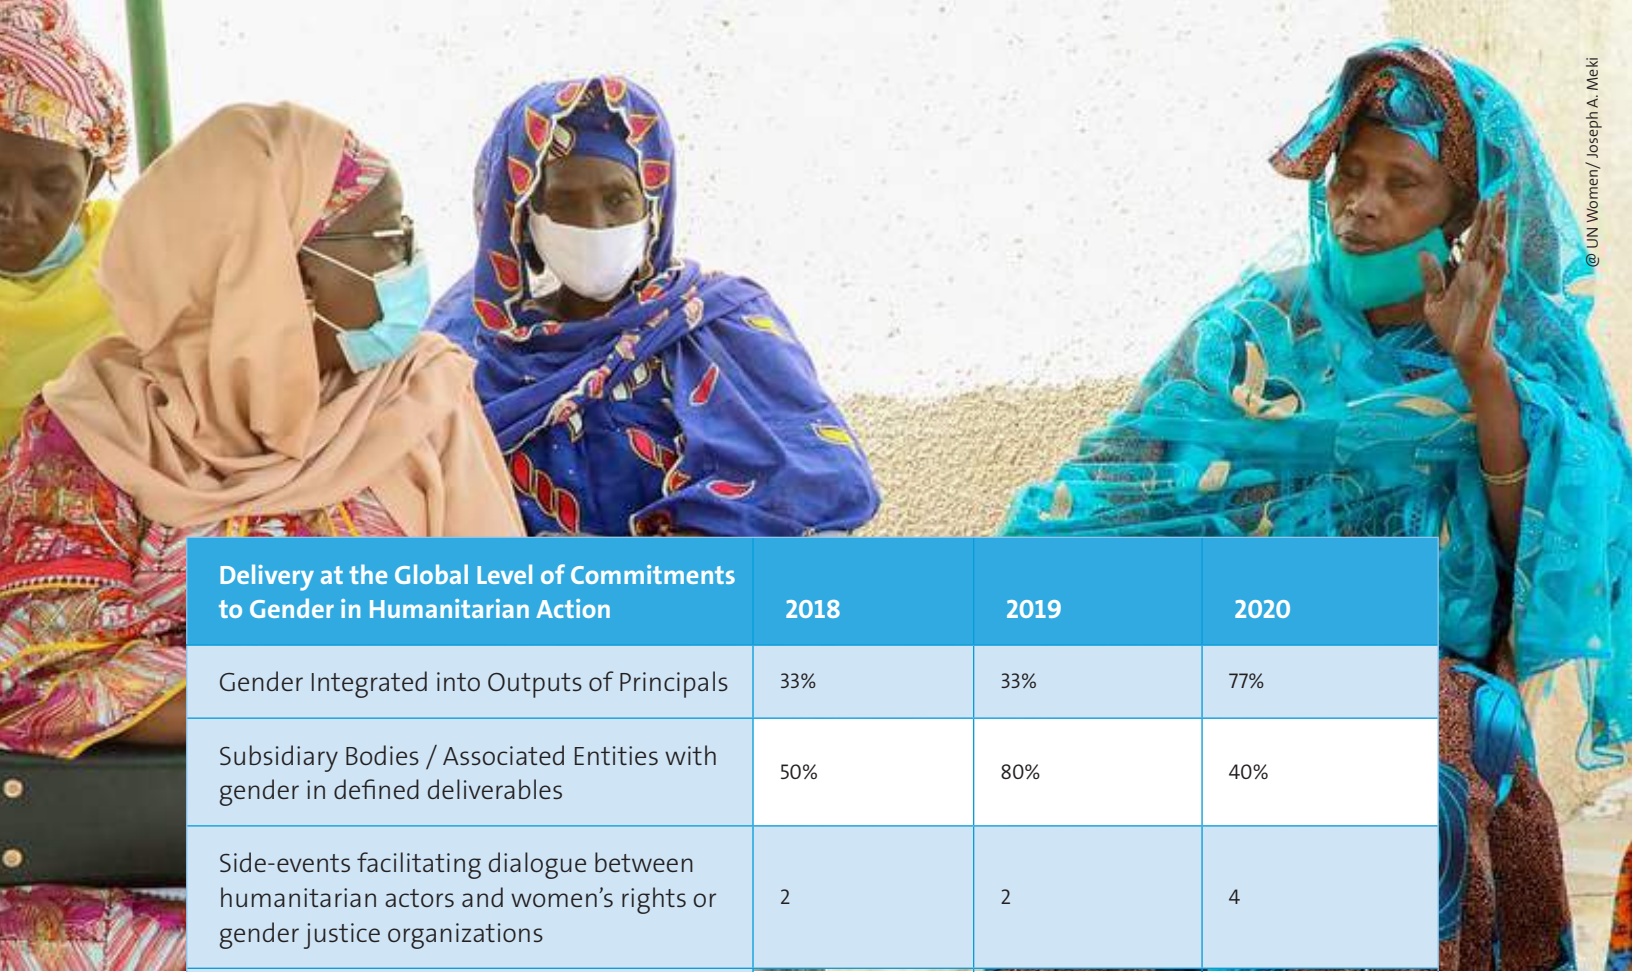 @ UN Women/ Joseph A. Meki
Delivery at the Global Level of Commitments
to Gender in Humanitarian Action
2018
2019
2020
Gender Integrated into Outputs of Principals
33%
33%
77%
Subsidiary Bodies / Associated Entities with
gender in defined deliverables
50%
80%
40%
Side-events facilitating dialogue between
humanitarian actors and women’s rights or
gender justice organizations
2
2
4